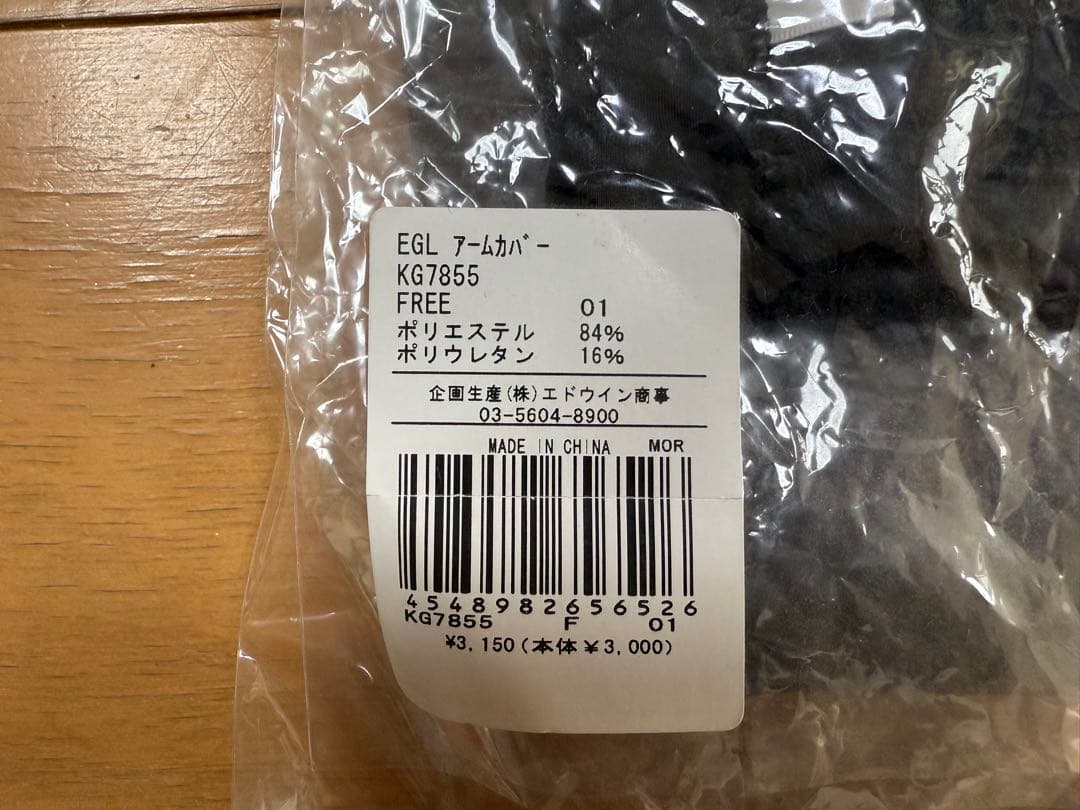 EGL ｱｰﾑｶﾊﾞｰ
KG7855
FREE 01
ポリエステル 84%
ポリウレタン 16%
企画生産(株)エドウイン商事
03-5604-8900
MADE IN CHINA MOR
4548982656526
KG7855 F 01
¥3,150(本体¥3,000)